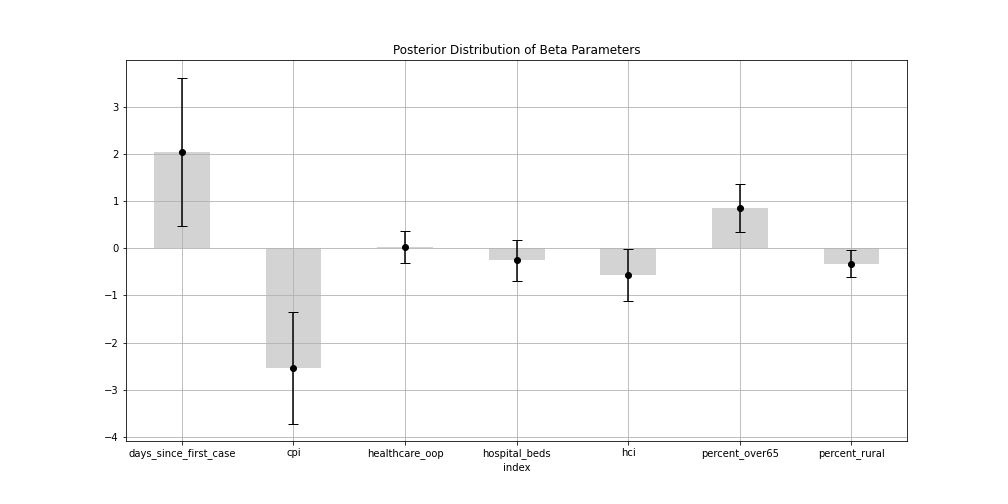 Posterior Distribution of Beta Parameters
3
2
1
0
−1
−2
−3
−4
days_since_first_case cpi healthcare_oop hospital_beds hci percent_over65 percent_rural
index